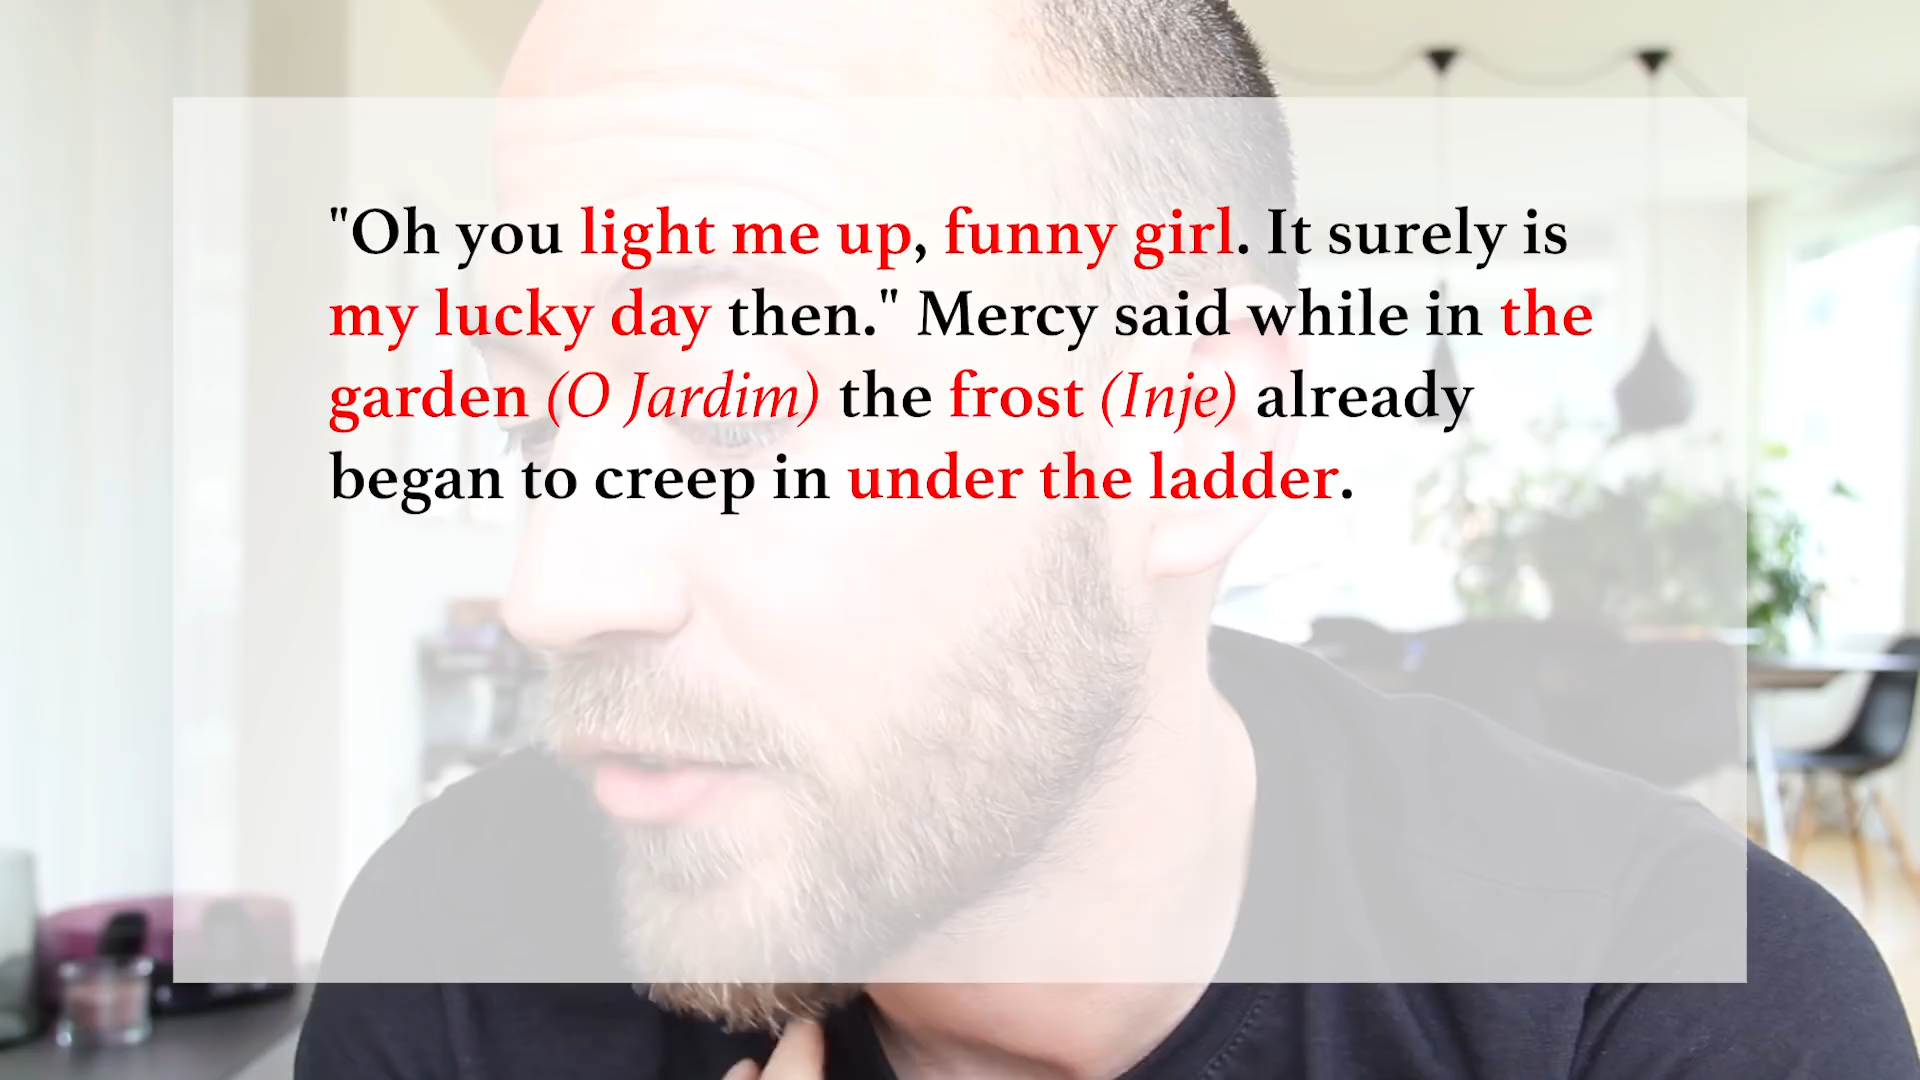 "Oh you light me up, funny girl. It surely is
my lucky day then." Mercy said while in the
garden (O Jardim) the frost (Inje) already
began to creep in under the ladder.